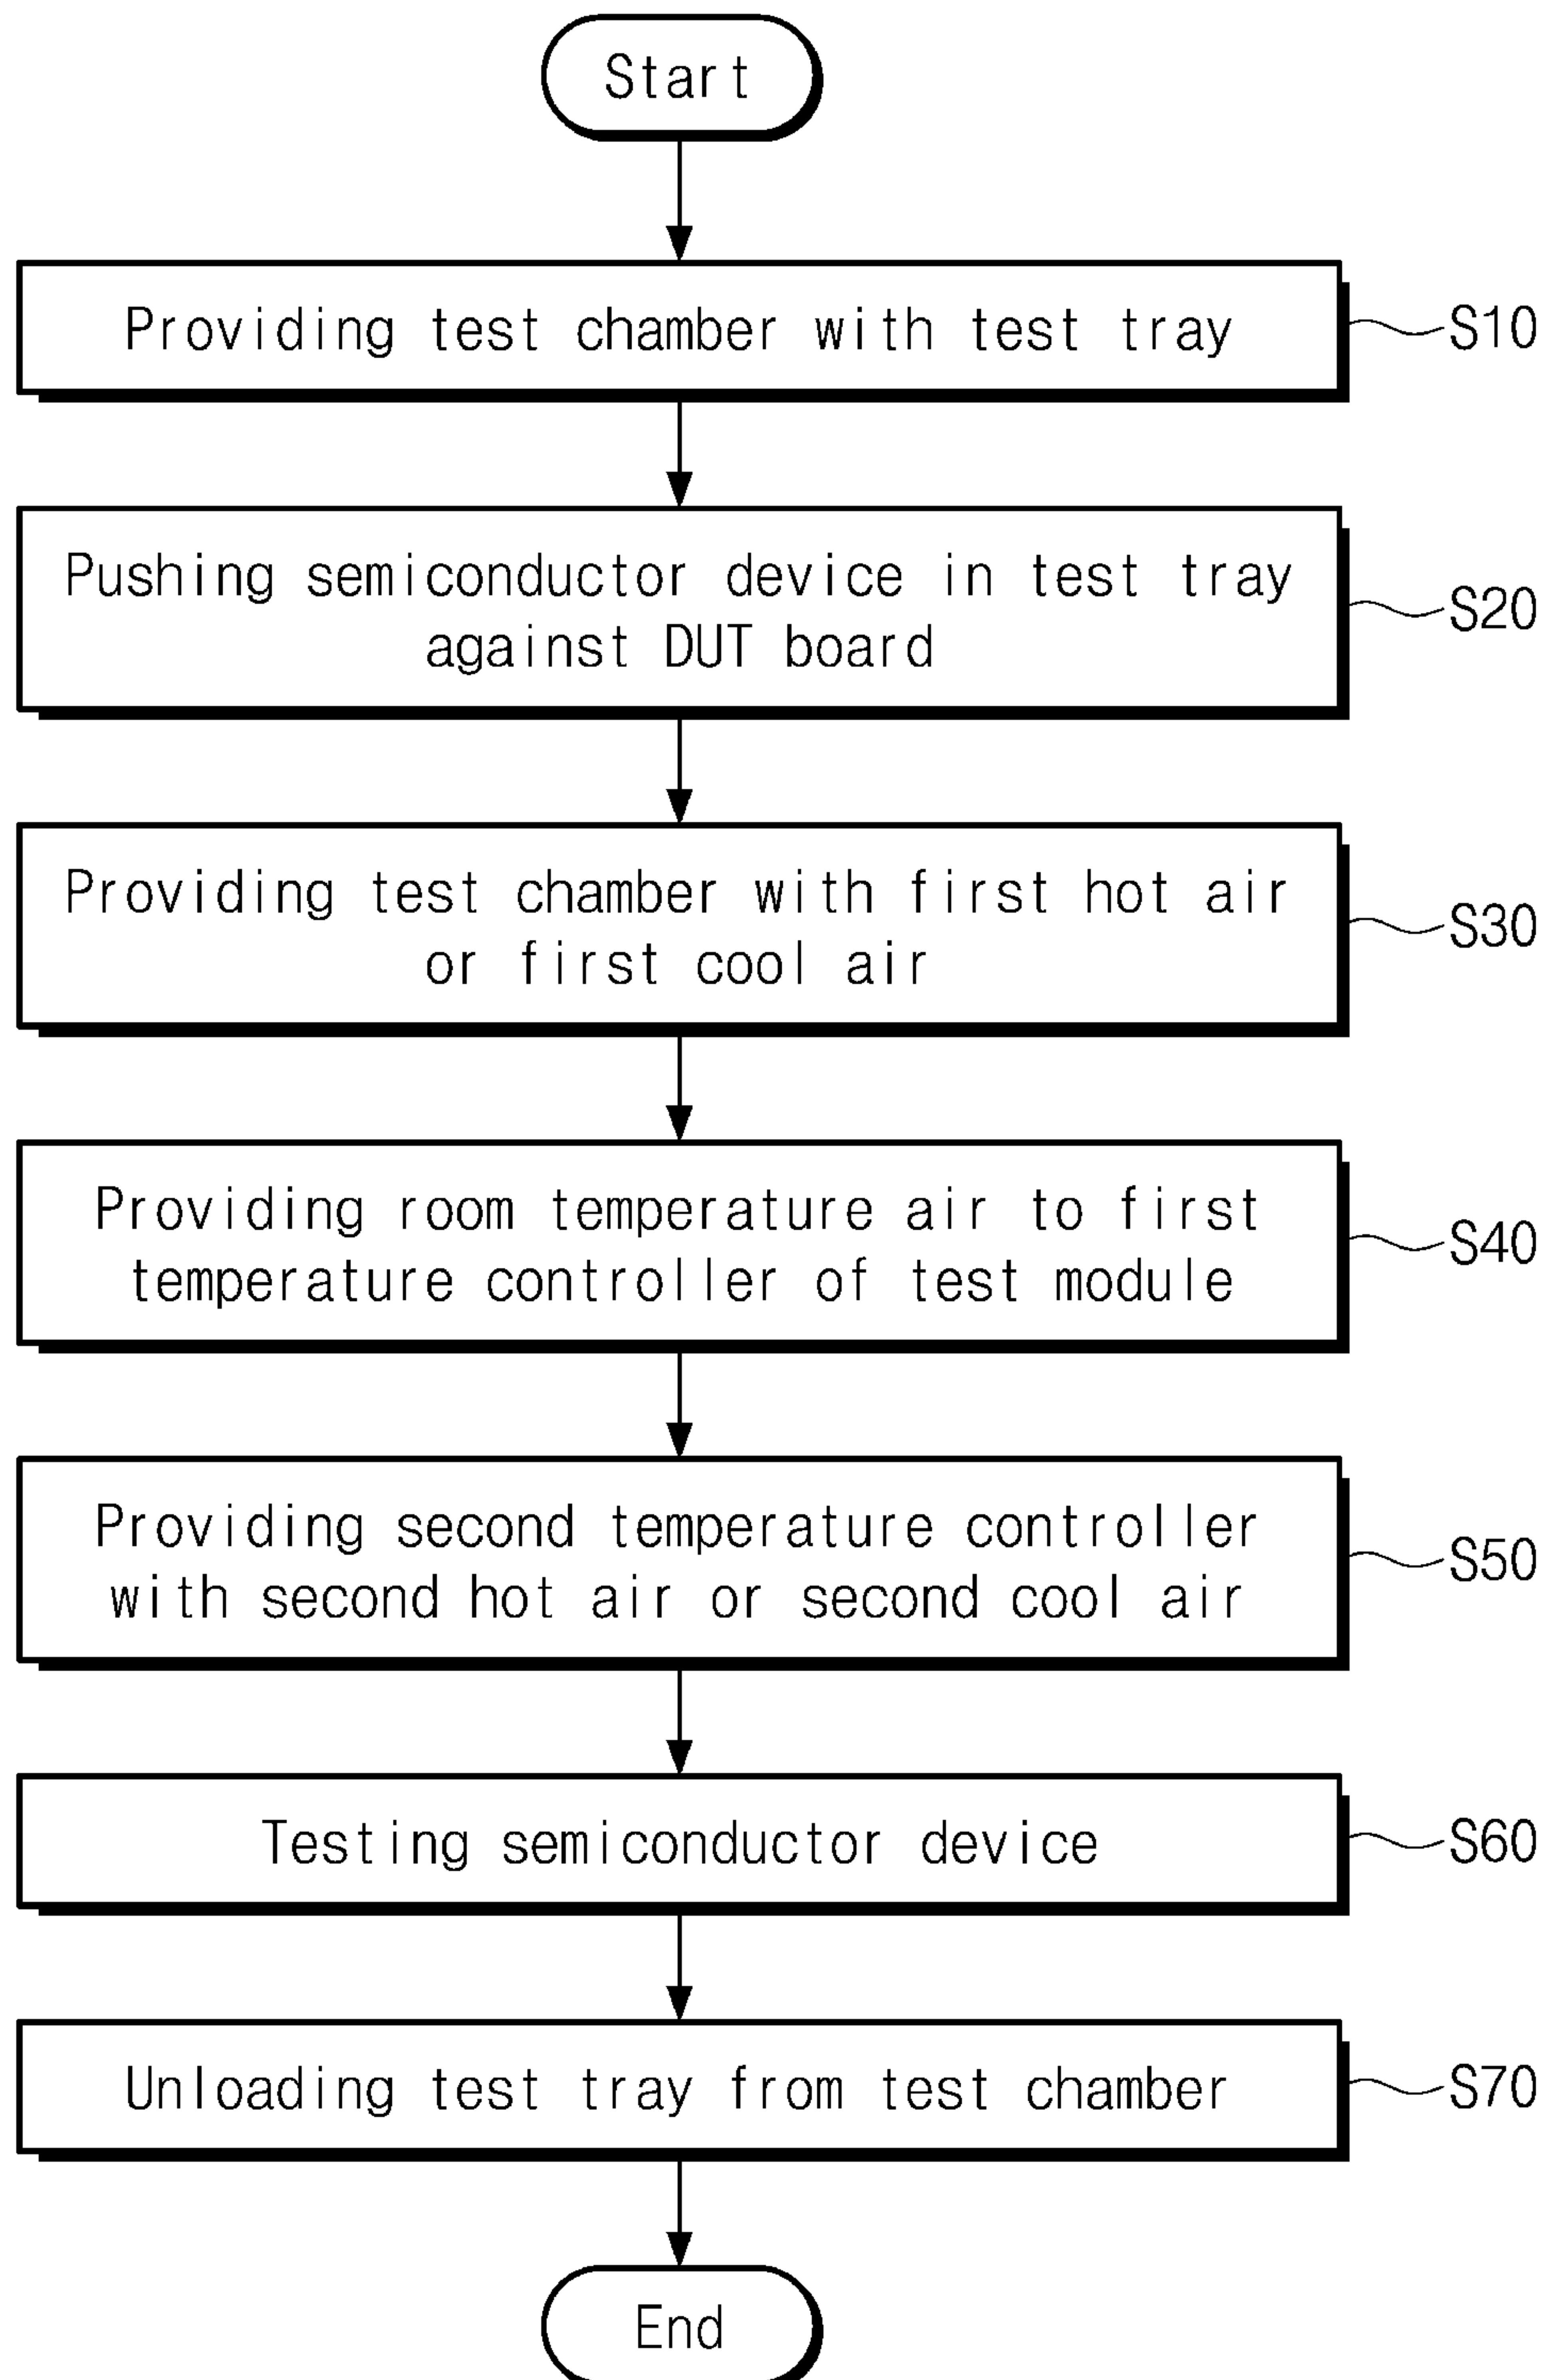 Start
Providing test chamber with test tray
S10
Pushing semiconductor device in test tray
against DUT board
S20
Providing test chamber with first hot air
or first cool air
S30
Providing room temperature air to first
temperature controller of test module
S40
Providing second temperature controller
with second hot air or second cool air
S50
Testing semiconductor device
S60
Unloading test tray from test chamber
S70
End